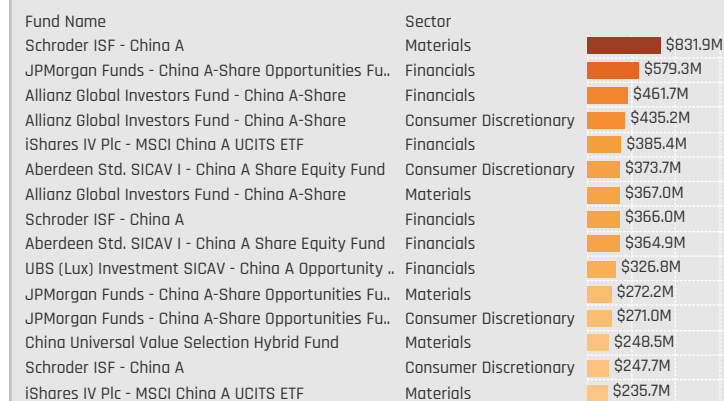 Fund Name Sector
Schroder ISF - China A Materials $831.9M
JPMorgan Funds - China A-Share Opportunities Fu.. Financials $579.3M
Allianz Global Investors Fund - China A-Share Financials $461.7M
Allianz Global Investors Fund - China A-Share Consumer Discretionary $435.2M
iShares IV Plc - MSCI China A UCITS ETF Financials $385.4M
Aberdeen Std. SICAV I - China A Share Equity Fund Consumer Discretionary $373.7M
Allianz Global Investors Fund - China A-Share Materials $367.0M
Schroder ISF - China A Financials $366.0M
Aberdeen Std. SICAV I - China A Share Equity Fund Financials $364.9M
UBS (Lux) Investment SICAV - China A Opportunity .. Financials $326.8M
JPMorgan Funds - China A-Share Opportunities Fu.. Materials $272.2M
JPMorgan Funds - China A-Share Opportunities Fu.. Consumer Discretionary $271.0M
China Universal Value Selection Hybrid Fund Materials $248.5M
Schroder ISF - China A Consumer Discretionary $247.7M
iShares IV Plc - MSCI China A UCITS ETF Materials $235.7M